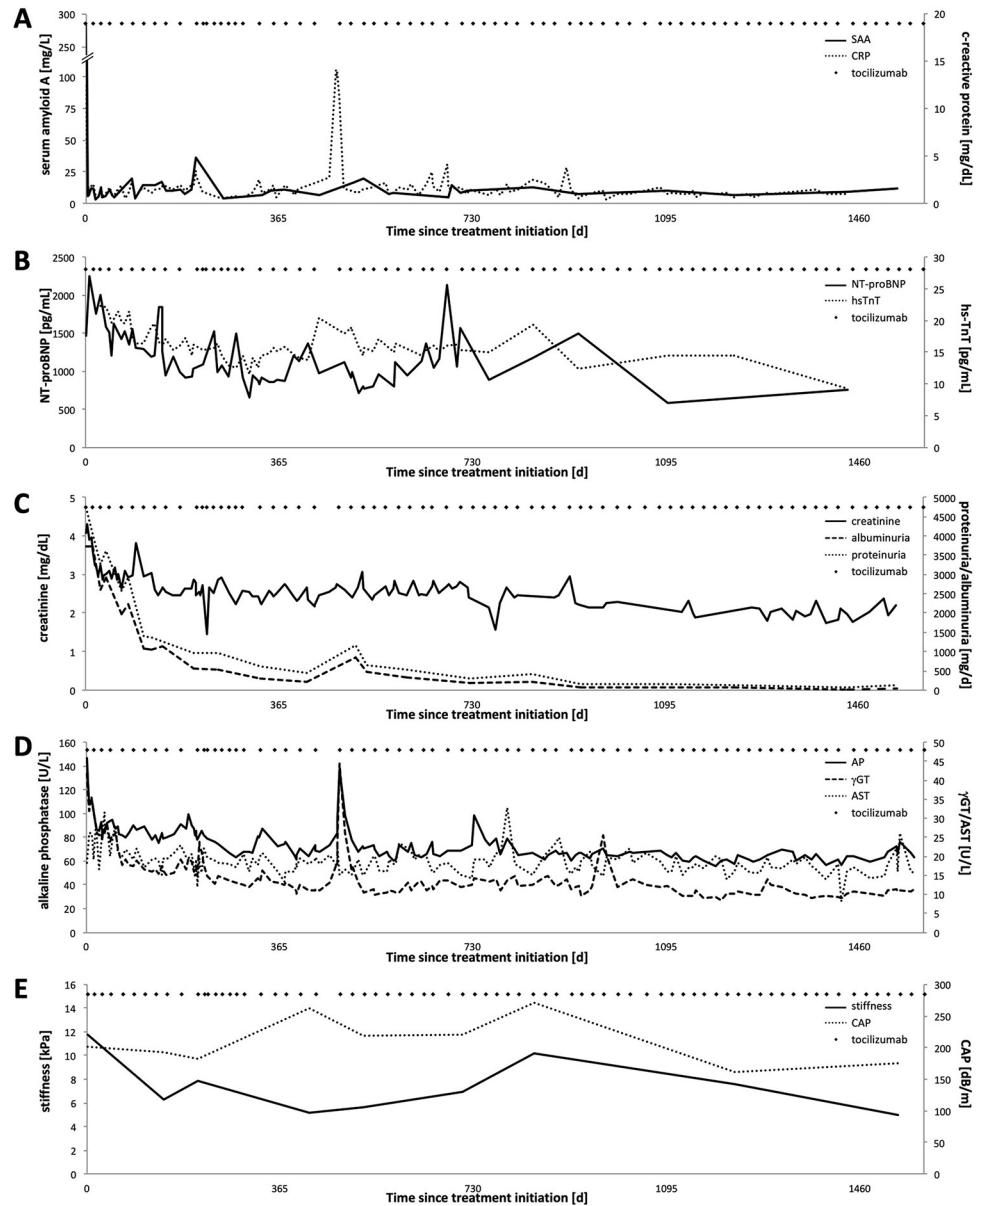 A
serum amyloid A [mg/L]
300
250
100
75
50
25
0
20
15
10
5
0
c-reactive protein [mg/dL]
SAA
CRP
tocilizumab
0 365 730 1095 1460
Time since treatment initiation [d]
B
NT-proBNP [pg/mL]
2500
2000
1500
1000
500
0
30
25
20
15
10
5
0
hs-TnT [pg/mL]
NT-proBNP
hsTnT
tocilizumab
0 365 730 1095 1460
Time since treatment initiation [d]
C
creatinine [mg/dL]
5
4
3
2
1
0
5000
4500
4000
3500
3000
2500
2000
1500
1000
500
0
proteinuria/albuminuria [mg/d]
creatinine
albuminuria
proteinuria
tocilizumab
0 365 730 1095 1460
Time since treatment initiation [d]
D
alkaline phosphatase [U/L]
160
140
120
100
80
60
40
20
0
50
45
40
35
30
25
20
15
10
5
0
γGT/AST [U/L]
AP
γGT
AST
tocilizumab
0 365 730 1095 1460
Time since treatment initiation [d]
E
stiffness [kPa]
16
14
12
10
8
6
4
2
0
300
250
200
150
100
50
0
CAP [dB/m]
stiffness
CAP
tocilizumab
0 365 730 1095 1460
Time since treatment initiation [d]